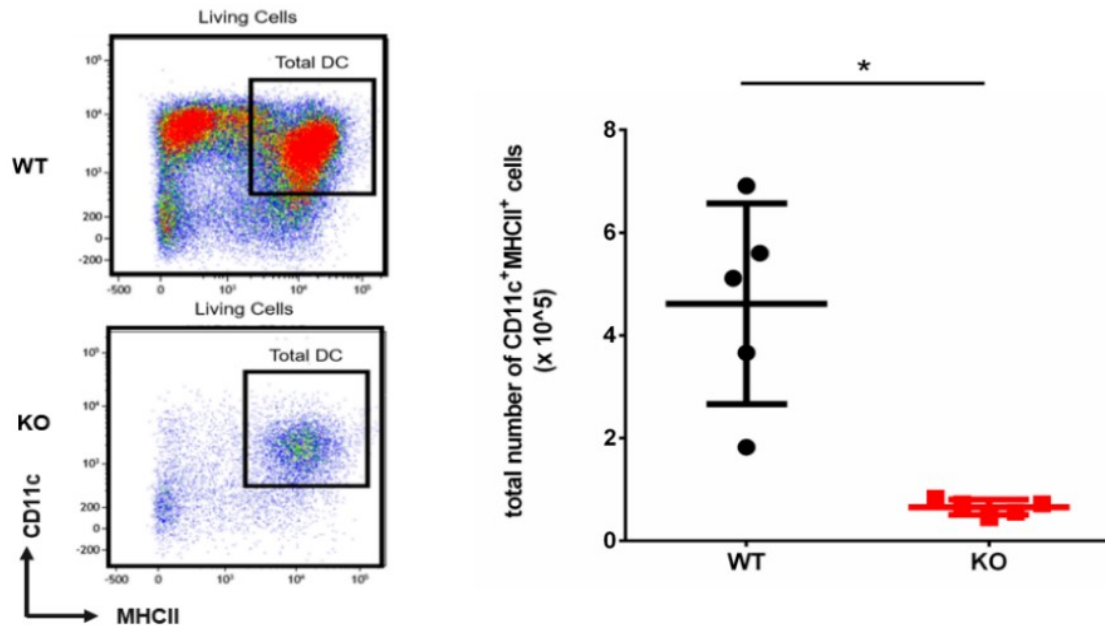 Living Cells
Total DC
WT
10⁵
10⁴
10³
200
0
-200
-500 0 10³ 10⁴ 10⁵
Living Cells
Total DC
KO
10⁵
10⁴
10³
200
0
-200
-500 0 10³ 10⁴ 10⁵
CD11c
MHCII
*
total number of CD11c⁺MHCII⁺ cells
(x 10^5)
8
6
4
2
0
WT KO